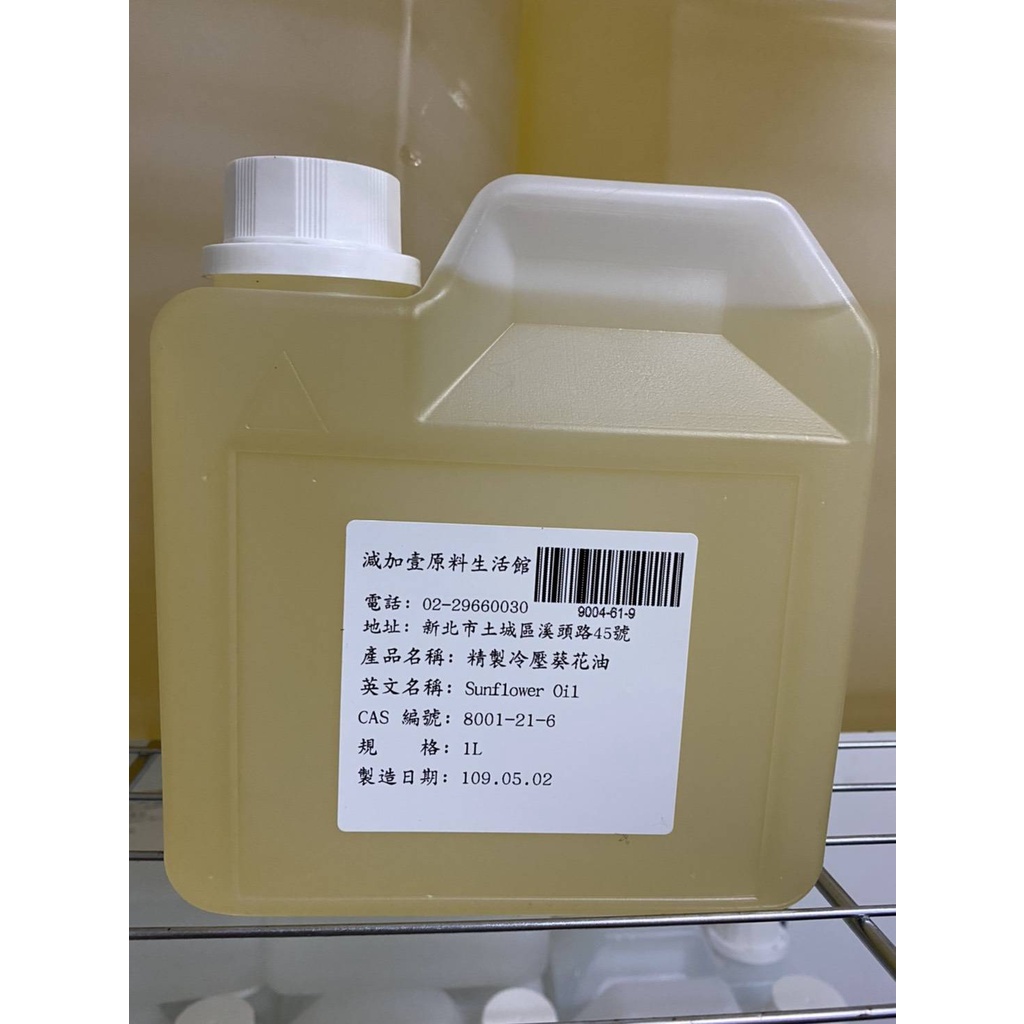 減加壹原料生活館
9004-61-9
電話: 02-29660030
地址: 新北市土城區溪頭路45號
產品名稱: 精製冷壓葵花油
英文名稱: Sunflower Oil
CAS 編號: 8001-21-6
規 格: 1L
製造日期: 109.05.02